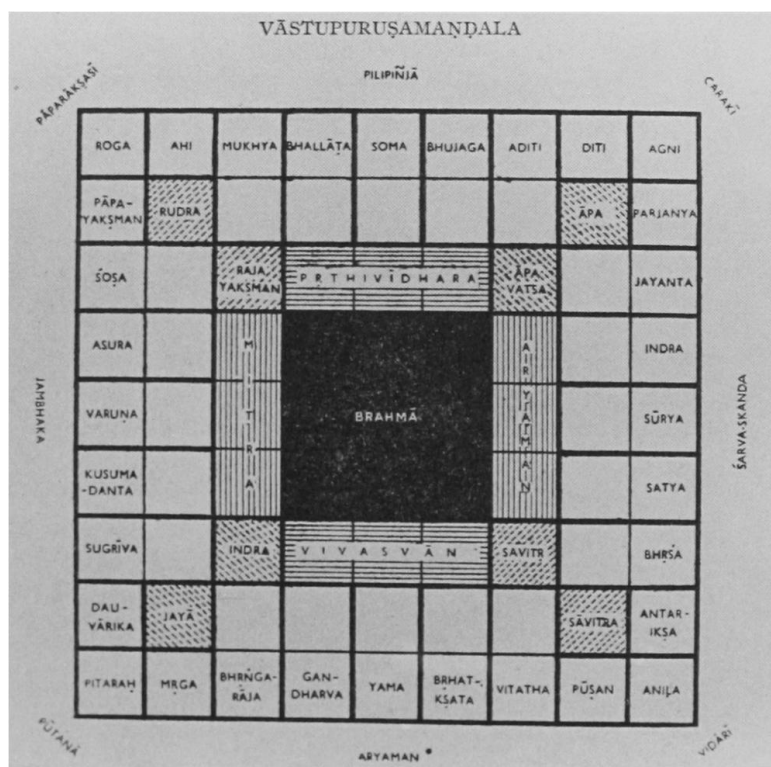 VĀSTUPURUṢAMAṆḌALA
PILIPIÑJĀ
PĀPARĀKṢASĪ
CARAKĪ
ROGA AHI MUKHYA BHALLĀṬA SOMA BHUJAGA ADITI DITI AGNI
PĀPA-
YAKṢMAN
RUDRA ĀPA PARJANYA
ŚOṢA
RĀJA
YAKṢMAN
PṚTHIVĪDHARA
ĀPA
VATSA
JAYANTA
ASURA
INDRA
MITRA
JAMBHAKA
VARUṆA
BRAHMĀ
SŪRYA
ŚARVA-SKANDA
KUSUMA
-DANTA
SATYA
SUGRĪVA INDRA VIVASVĀN SĀVITṚ BHṚŚA
DAU-
VĀRIKA
JAYĀ SĀVITRA
ANTAR-
IKṢA
PITARAḤ MṚGA
BHṚṄGA-
RĀJA
GAN-
DHARVA
YAMA
BṚHAT-
KṢATA
VITATHA PŪṢAN ANILA
PŪTANĀ
VIDĀRĪ
ARYAMAN